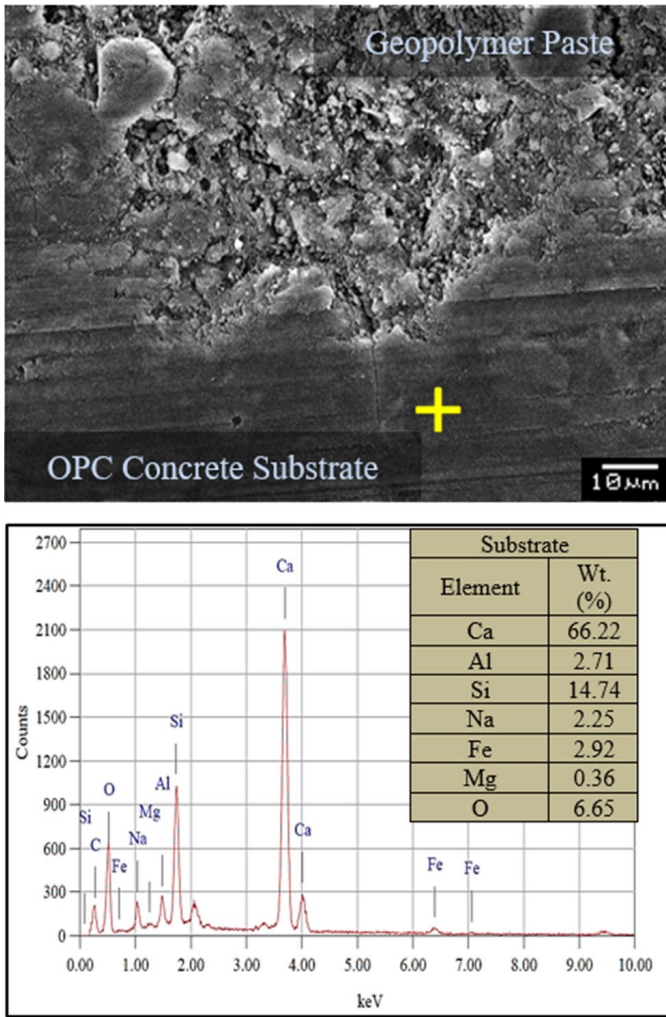 Geopolymer Paste
OPC Concrete Substrate
10μm
2700
2400
2100
1800
1500
1200
900
600
300
0
Counts
Si
C
O
Fe
Na
Mg
Al
Si
Ca
Ca
Fe
Fe
0.00 1.00 2.00 3.00 4.00 5.00 6.00 7.00 8.00 9.00 10.00
keV
Substrate
Element Wt. (%)
Ca 66.22
Al 2.71
Si 14.74
Na 2.25
Fe 2.92
Mg 0.36
O 6.65